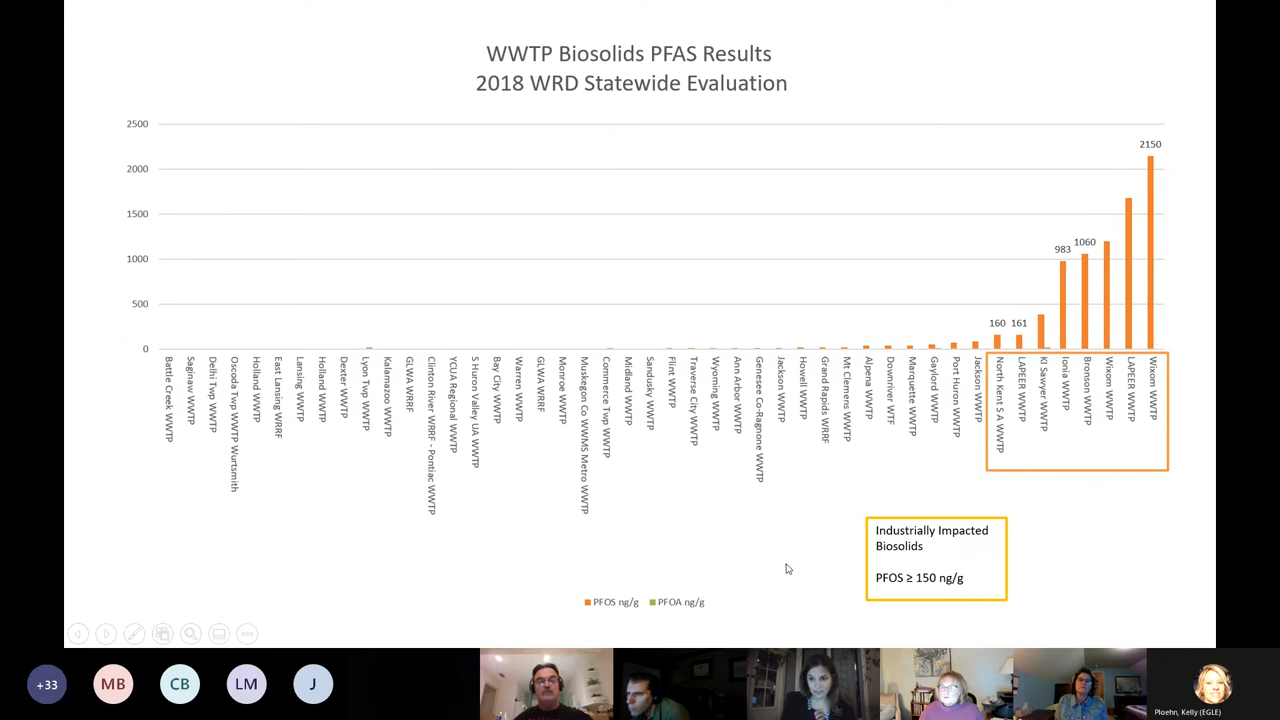 WWTP Biosolids PFAS Results
2018 WRD Statewide Evaluation
2500
2000
1500
1000
500
0
2150
983
1060
160
161
Battle Creek WWTP
Saginaw WWTP
Delhi Twp WWTP
Oscoda Twp WWTP Wurtsmith
Holland WWTP
East Lansing WRRF
Lansing WWTP
Holland WWTP
Dexter WWTP
Lyon Twp WWTP
Kalamazoo WWTP
GLWA WRRF
Clinton River WRRF - Pontiac WWTP
YCUA Regional WWTP
S Huron Valley UA WWTP
Bay City WWTP
Warren WWTP
GLWA WRRF
Monroe WWTP
Muskegon Co WWMS Metro WWTP
Commerce Twp WWTP
Midland WWTP
Sandusky WWTP
Flint WWTP
Traverse City WWTP
Wyoming WWTP
Ann Arbor WWTP
Genesee Co-Ragnone WWTP
Jackson WWTP
Howell WWTP
Grand Rapids WRRF
Mt Clemens WWTP
Alpena WWTP
Downriver WTF
Marquette WWTP
Gaylord WWTP
Port Huron WWTP
Jackson WWTP
North Kent S A WWTP
LAPEER WWTP
KI Sawyer WWTP
Ionia WWTP
Bronson WWTP
Wixom WWTP
LAPEER WWTP
Wixom WWTP
Industrially Impacted
Biosolids
PFOS ≥ 150 ng/g
PFOS ng/g
PFOA ng/g
+33
MB
CB
LM
J
Ploehn, Kelly (EGLE)